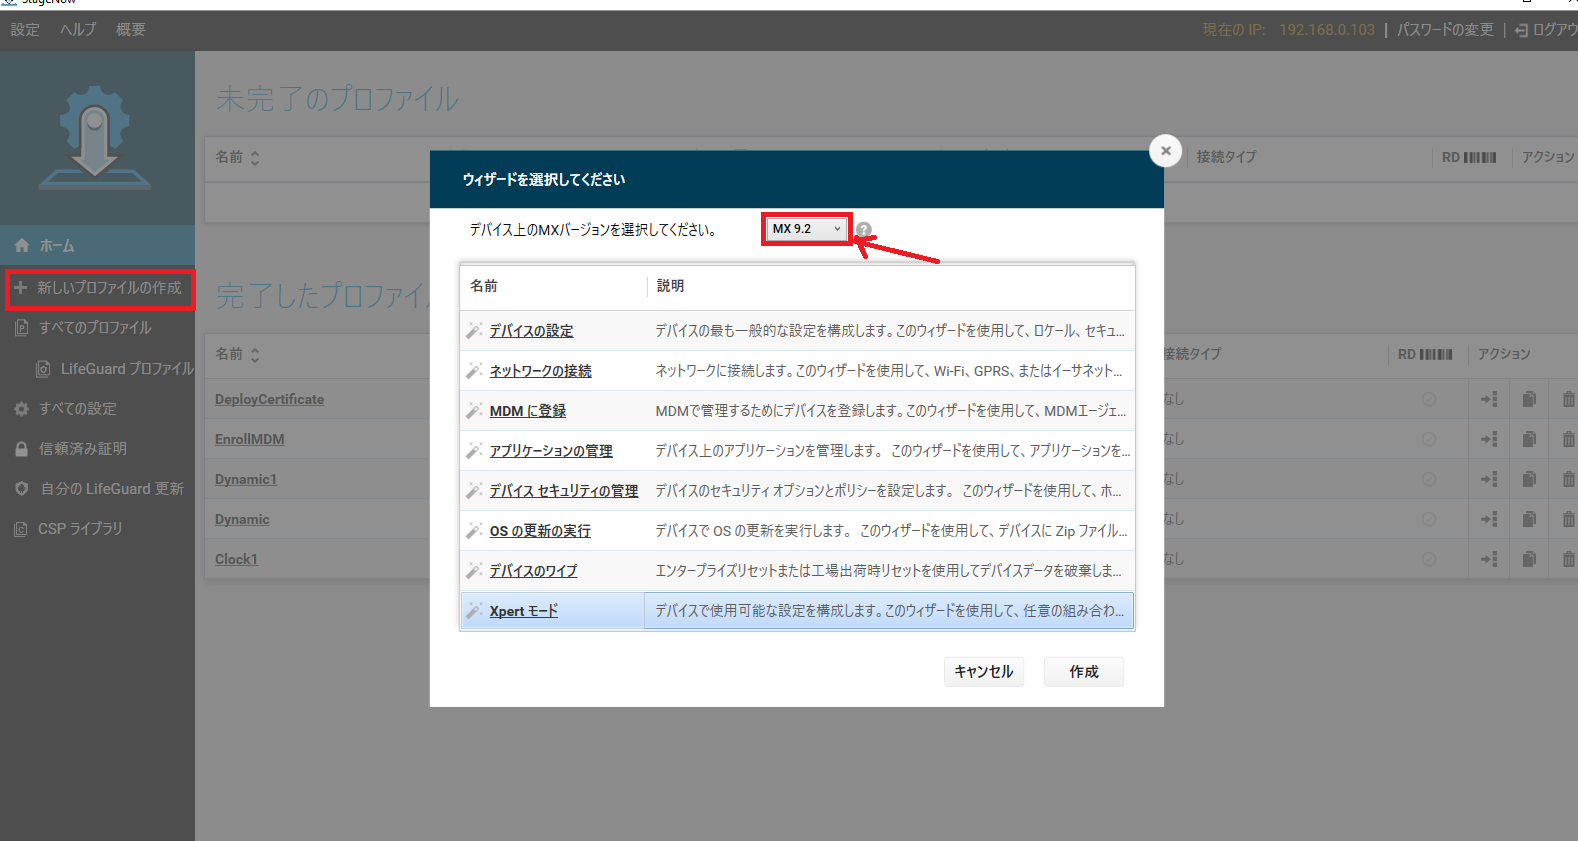 StageNow
設定 ヘルプ 概要
現在の IP: 192.168.0.103 | パスワードの変更 |
未完了のプロファイル
名前
接続タイプ
RD
アクション
ウィザードを選択してください
デバイス上のMXバージョンを選択してください。
MX 9.2
?
ホーム
新しいプロファイルの作成
すべてのプロファイル
LifeGuard プロファイル
すべての設定
信頼済み証明
自分の LifeGuard 更新
CSP ライブラリ
完了したプロファイ
名前
接続タイプ
RD
アクション
DeployCertificate
なし
EnrollMDM
なし
Dynamic1
なし
Dynamic
なし
Clock1
なし
名前 説明
デバイスの設定 デバイスの最も一般的な設定を構成します。このウィザードを使用して、ロケール、セキュ...
ネットワークの接続 ネットワークに接続します。このウィザードを使用して、Wi-Fi、GPRS、またはイーサネット...
MDM に登録 MDMで管理するためにデバイスを登録します。このウィザードを使用して、MDMエージェ...
アプリケーションの管理 デバイス上のアプリケーションを管理します。 このウィザードを使用して、アプリケーションを...
デバイス セキュリティの管理 デバイスのセキュリティ オプションとポリシーを設定します。 このウィザードを使用して、ホ...
OS の更新の実行 デバイスで OS の更新を実行します。 このウィザードを使用して、デバイスに Zip ファイル...
デバイスのワイプ エンタープライズリセットまたは工場出荷時リセットを使用してデバイスデータを破棄しま...
Xpert モード デバイスで使用可能な設定を構成します。このウィザードを使用して、任意の組み合わ...
キャンセル 作成